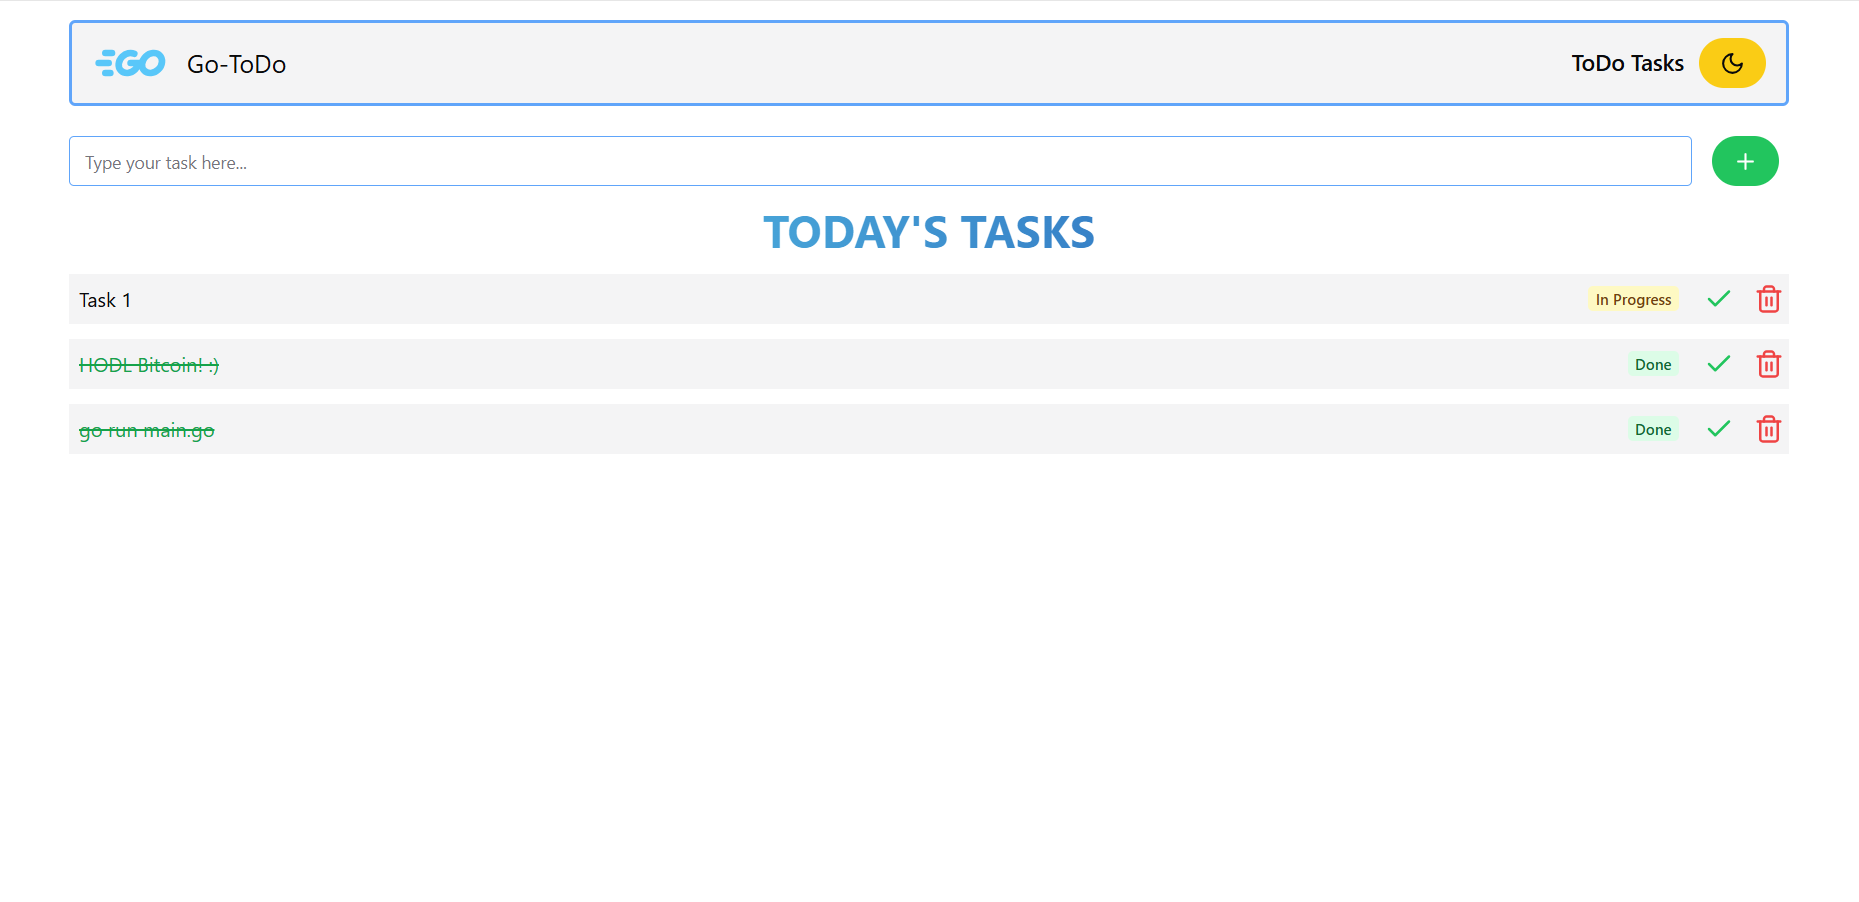 GO Go-ToDo ToDo Tasks
Type your task here...
TODAY'S TASKS
Task 1 In Progress
HODL Bitcoin! :) Done
go run main.go Done